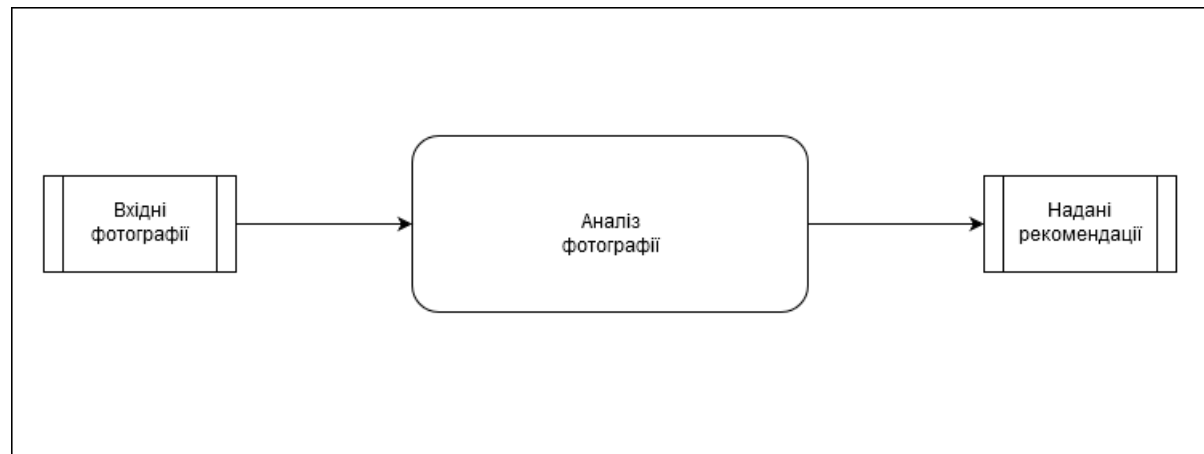 Вхідні
фотографії
Аналіз
фотографії
Надані
рекомендації